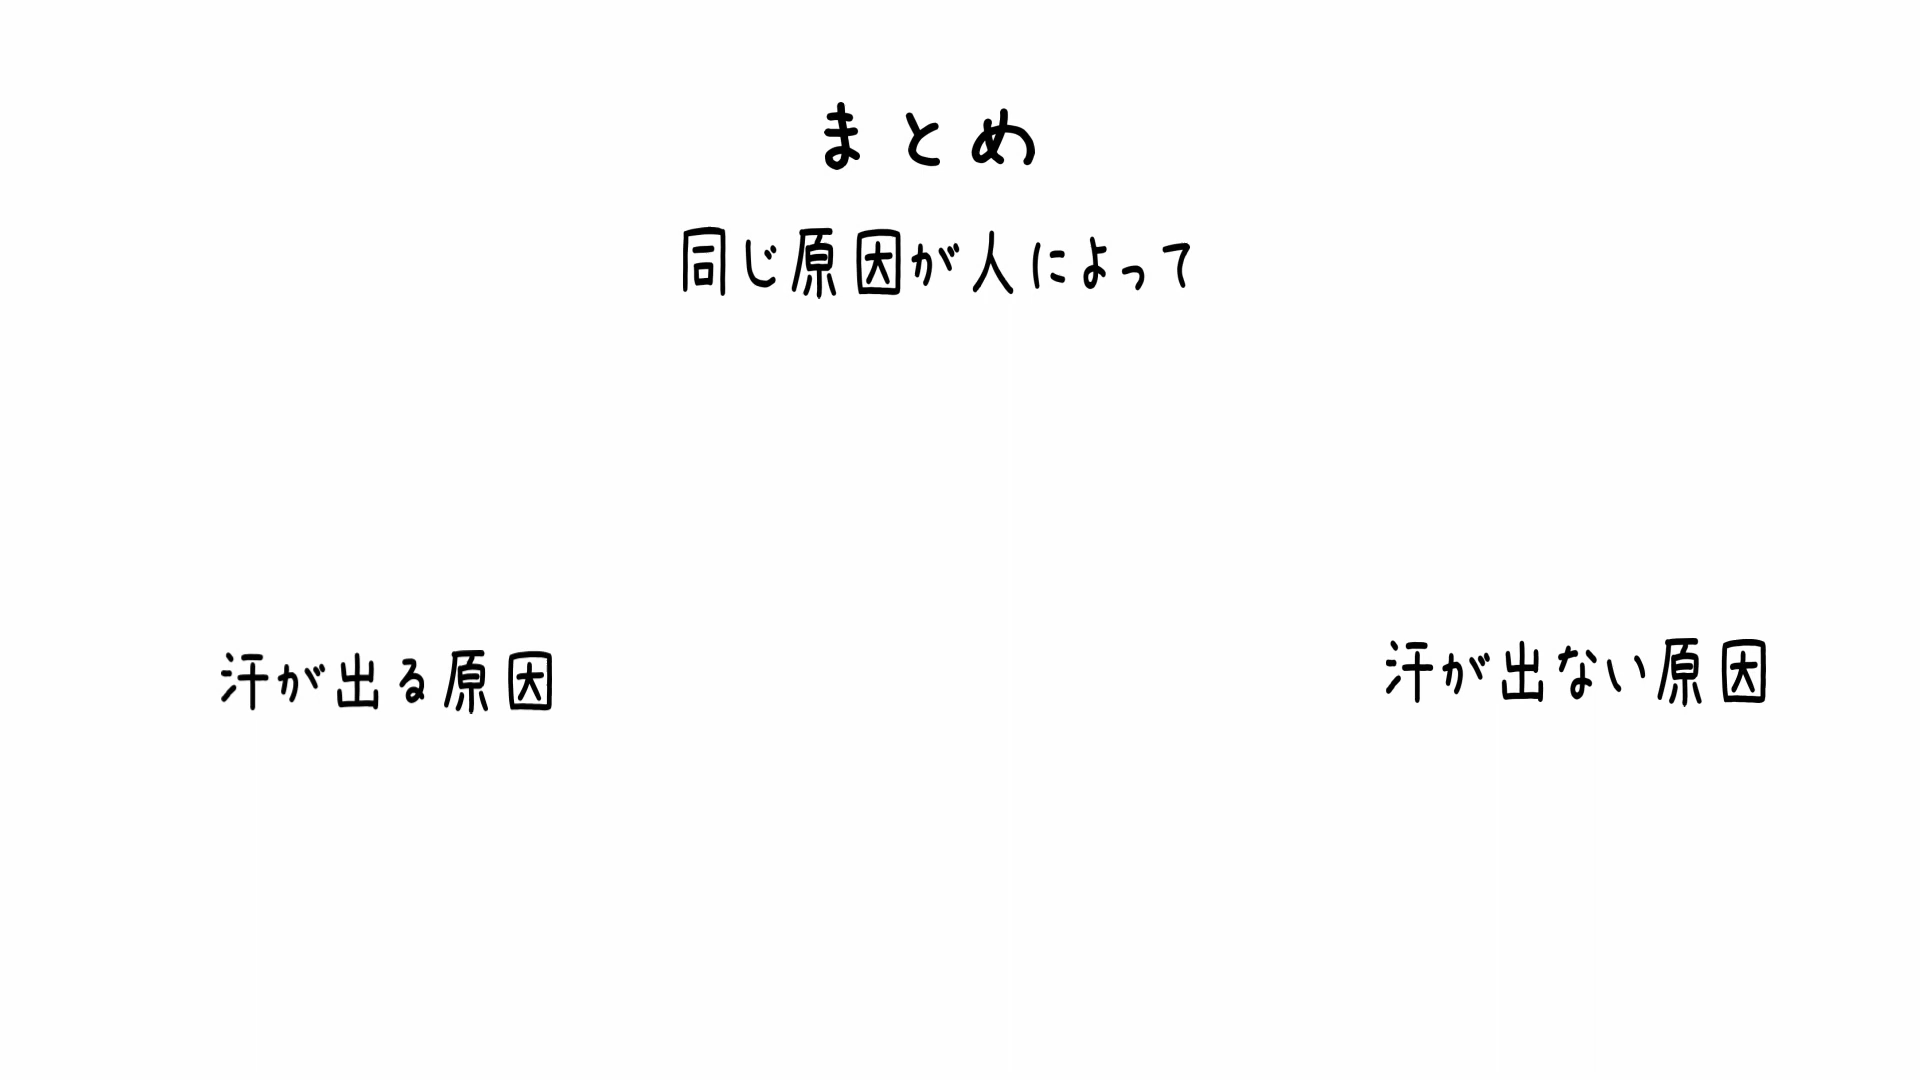 まとめ
同じ原因が人によって
汗が出る原因
汗が出ない原因